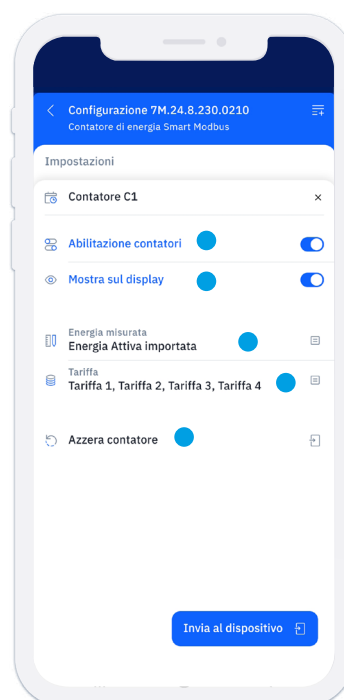 Configurazione 7M.24.8.230.0210
Contatore di energia Smart Modbus
Impostazioni
Contatore C1
Abilitazione contatori
Mostra sul display
Energia misurata
Energia Attiva importata
Tariffa
Tariffa 1, Tariffa 2, Tariffa 3, Tariffa 4
Azzera contatore
Invia al dispositivo